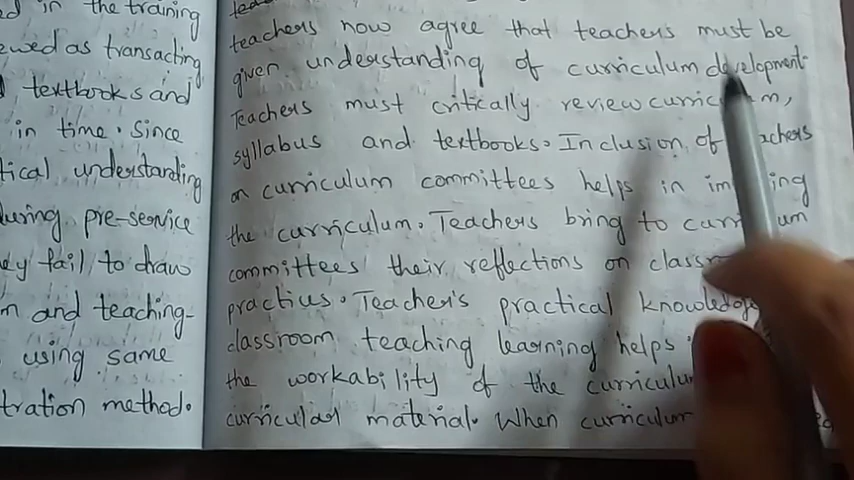 ed in the training
ewed as transacting
textbooks and
in time. Since
tical understanding
during pre-service
ey fail to draw
m and teaching-
using same
tration method.
teachers now agree that teachers must be
given understanding of curriculum development.
Teachers must critically review
syllabus and textbooks. Inclusion of
on curriculum committees helps in
the curriculum. Teachers bring to
committees their reflections on
practices. Teacher's practical knowledge
classroom teaching learning helps
the workability of the
curricular material. When curriculum